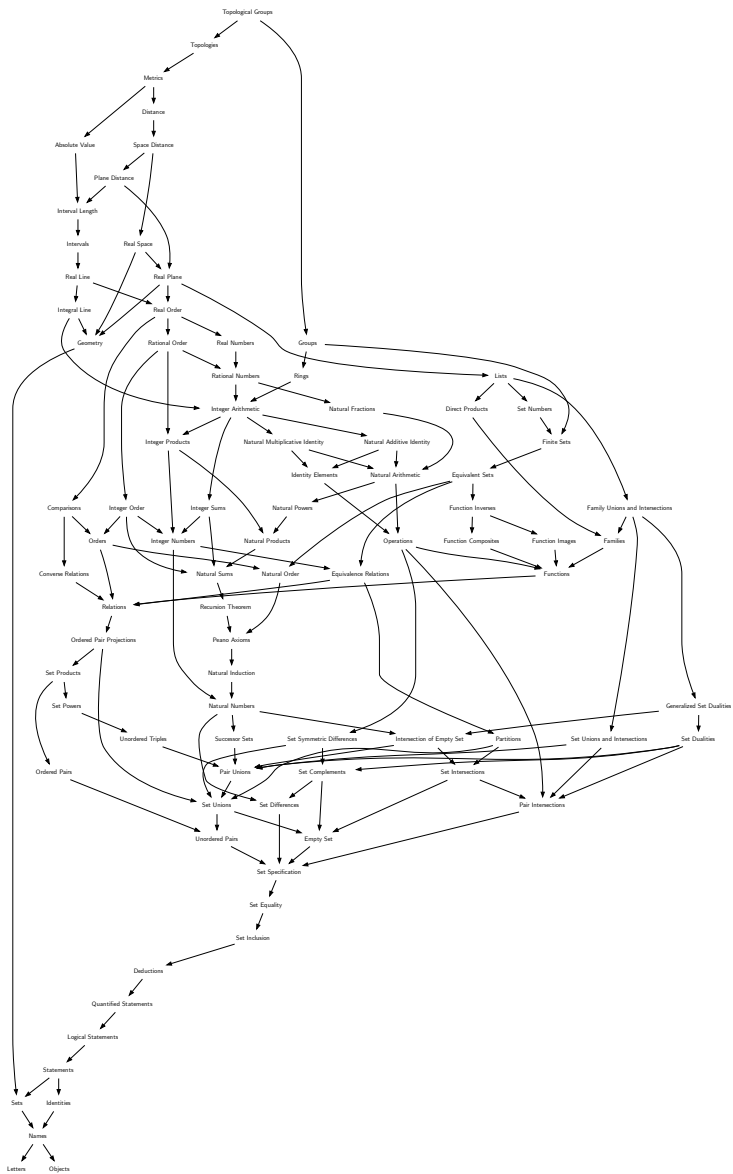 Topological Groups
Topologies
Metrics
Distance
Absolute Value
Space Distance
Plane Distance
Interval Length
Intervals
Real Space
Real Line
Real Plane
Integral Line
Real Order
Geometry
Rational Order
Real Numbers
Groups
Rational Numbers
Rings
Lists
Integer Arithmetic
Natural Fractions
Direct Products
Set Numbers
Integer Products
Natural Multiplicative Identity
Natural Additive Identity
Finite Sets
Identity Elements
Natural Arithmetic
Equivalent Sets
Comparisons
Integer Order
Integer Sums
Natural Powers
Function Inverses
Family Unions and Intersections
Orders
Integer Numbers
Natural Products
Operations
Function Composites
Function Images
Families
Converse Relations
Natural Sums
Natural Order
Equivalence Relations
Functions
Relations
Recursion Theorem
Ordered Pair Projections
Peano Axioms
Set Products
Natural Induction
Set Powers
Natural Numbers
Generalized Set Dualities
Unordered Triples
Successor Sets
Set Symmetric Differences
Intersection of Empty Set
Partitions
Set Unions and Intersections
Set Dualities
Ordered Pairs
Pair Unions
Set Complements
Set Intersections
Set Unions
Set Differences
Pair Intersections
Unordered Pairs
Empty Set
Set Specification
Set Equality
Set Inclusion
Deductions
Quantified Statements
Logical Statements
Statements
Sets
Identities
Names
Letters
Objects